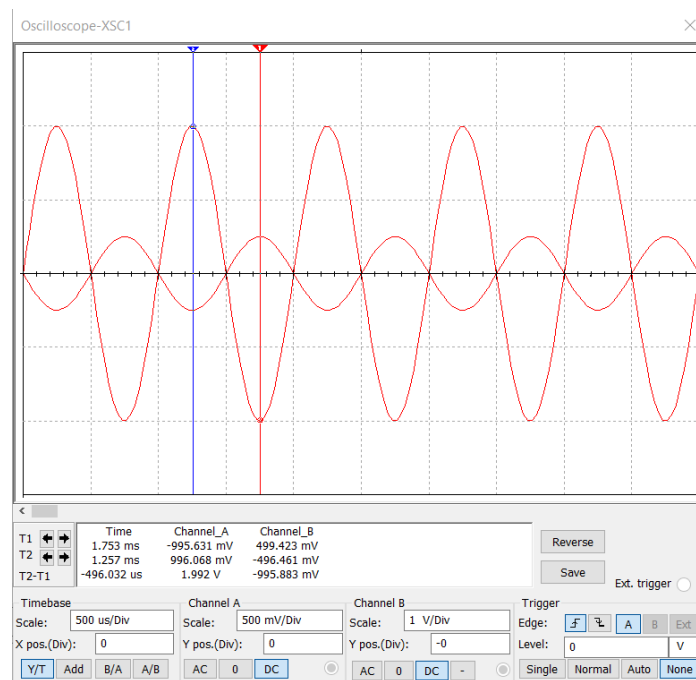 Oscilloscope-XSC1
Time Channel_A Channel_B
T1 1.753 ms -995.631 mV 499.423 mV
T2 1.257 ms 996.068 mV -496.461 mV
T2-T1 -496.032 us 1.992 V -995.883 mV
Reverse
Save
Ext. trigger
Timebase Channel A Channel B Trigger
Scale: 500 us/Div Scale: 500 mV/Div Scale: 1 V/Div Edge: A B Ext
X pos.(Div): 0 Y pos.(Div): 0 Y pos.(Div): -0 Level: 0 V
Y/T Add B/A A/B AC 0 DC AC 0 DC - Single Normal Auto None